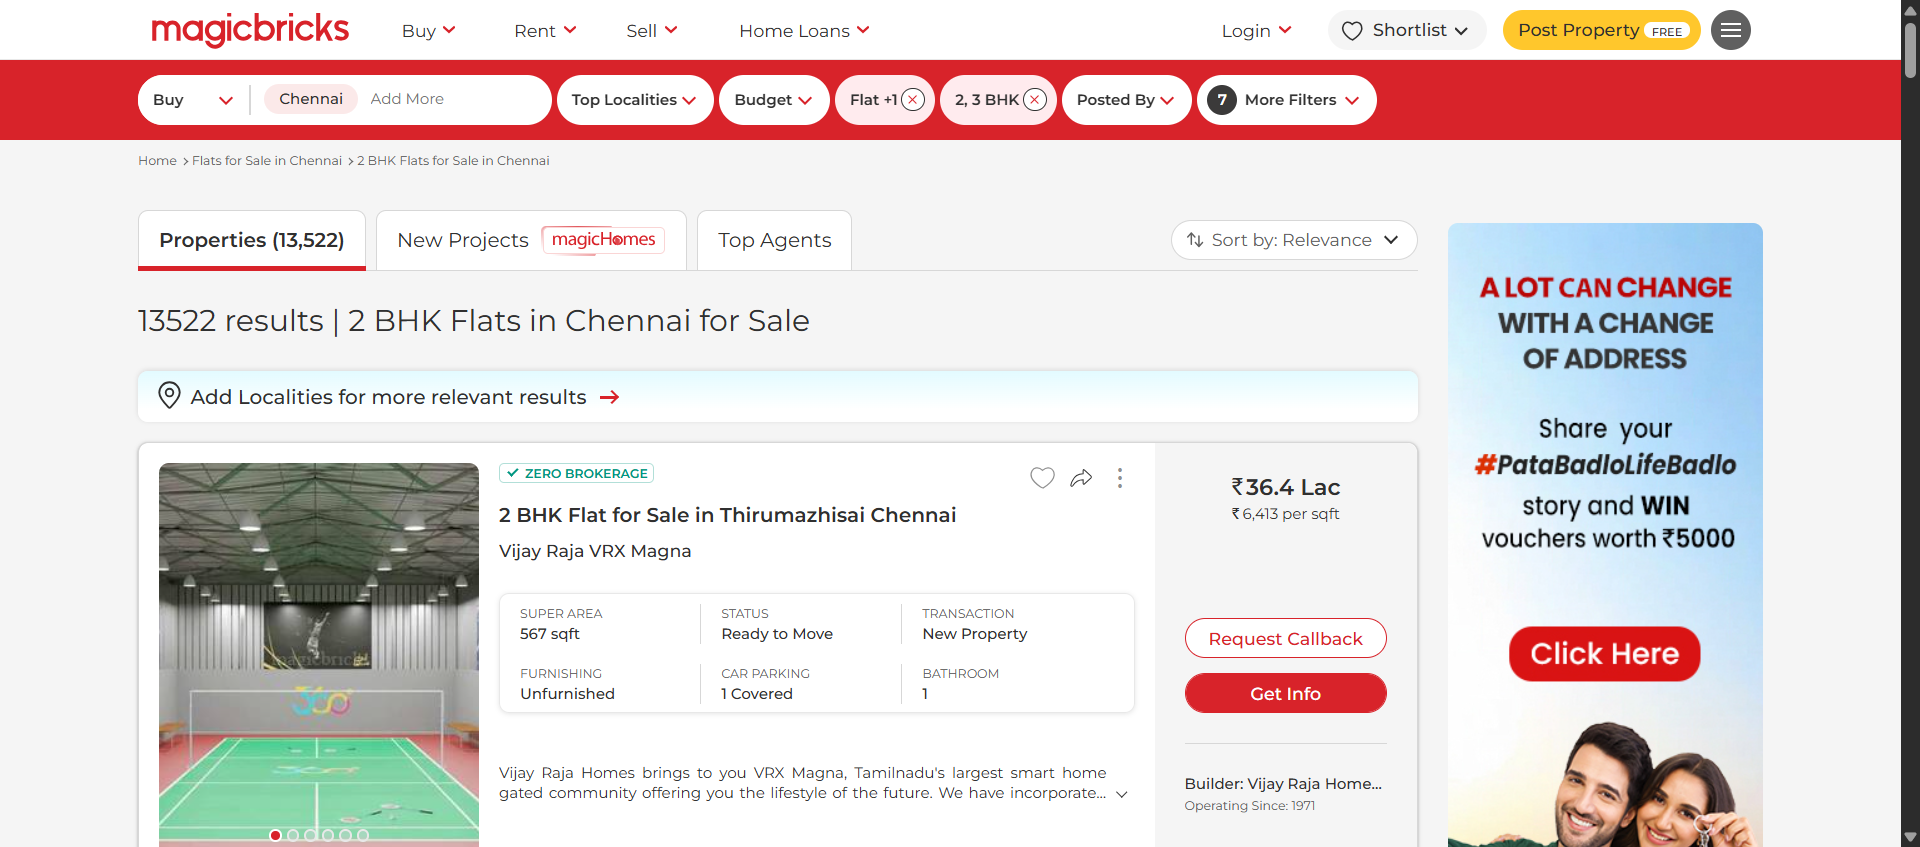 magicbricks
Buy
Rent
Sell
Home Loans
Login
Shortlist
Post Property FREE
Buy
Chennai
Add More
Top Localities
Budget
Flat +1
2, 3 BHK
Posted By
7 More Filters
Home > Flats for Sale in Chennai > 2 BHK Flats for Sale in Chennai
Properties (13,522)
New Projects magicHomes
Top Agents
Sort by: Relevance
13522 results | 2 BHK Flats in Chennai for Sale
Add Localities for more relevant results
ZERO BROKERAGE
2 BHK Flat for Sale in Thirumazhisai Chennai
Vijay Raja VRX Magna
SUPER AREA
567 sqft
STATUS
Ready to Move
TRANSACTION
New Property
FURNISHING
Unfurnished
CAR PARKING
1 Covered
BATHROOM
1
Vijay Raja Homes brings to you VRX Magna, Tamilnadu's largest smart home
gated community offering you the lifestyle of the future. We have incorporate...
magicbricks
360°
₹36.4 Lac
₹6,413 per sqft
Request Callback
Get Info
Builder: Vijay Raja Home...
Operating Since: 1971
A LOT CAN CHANGE
WITH A CHANGE
OF ADDRESS
Share your
#PataBadloLifeBadlo
story and WIN
vouchers worth ₹5000
Click Here